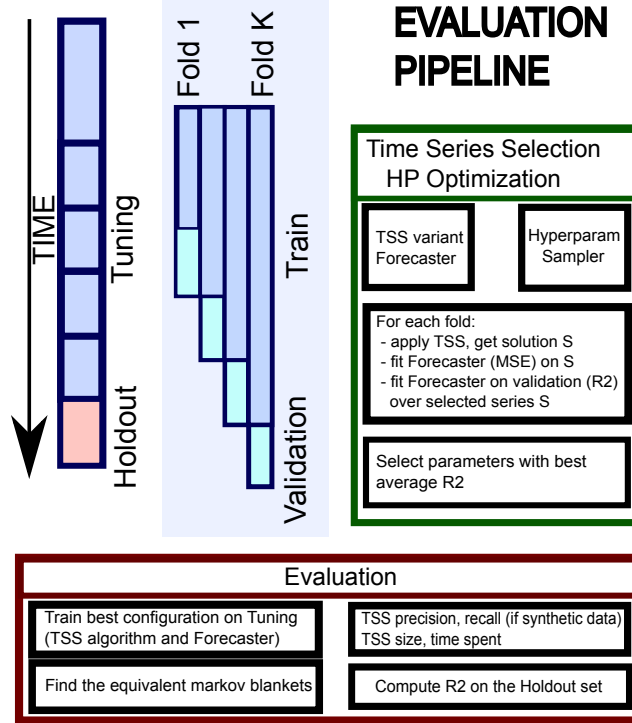 EVALUATION
PIPELINE
TIME
Tuning
Holdout
Fold 1
Fold K
Train
Validation
Time Series Selection
HP Optimization
TSS variant
Forecaster
Hyperparam
Sampler
For each fold:
- apply TSS, get solution S
- fit Forecaster (MSE) on S
- fit Forecaster on validation (R2)
over selected series S
Select parameters with best
average R2
Evaluation
Train best configuration on Tuning
(TSS algorithm and Forecaster)
TSS precision, recall (if synthetic data)
TSS size, time spent
Find the equivalent markov blankets
Compute R2 on the Holdout set